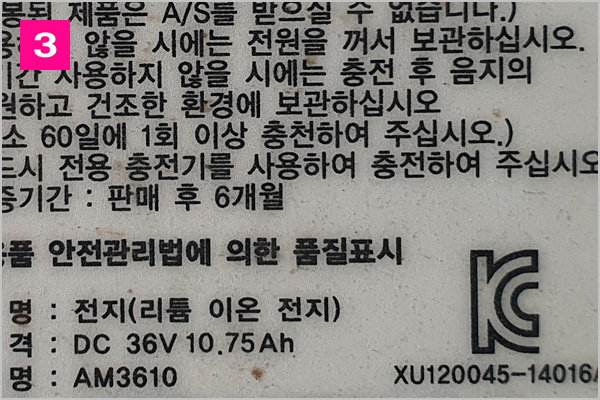 제품은 A/S를 받으실 수 없습니다.)
3
않을 시에는 전원을 꺼서 보관하십시오.
사용하지 않을 시에는 충전 후 음지의
건조한 환경에 보관하십시오
60일에 1회 이상 충천하여 주십시오.)
전용 충전기를 사용하여 충전하여 주십시오
: 판매 후 6개월
안전관리법에 의한 품질표시
명 : 전지(리튬 이온 전지)
격 : DC 36V 10.75Ah
명 : AM3610
KC
XU120045-14016